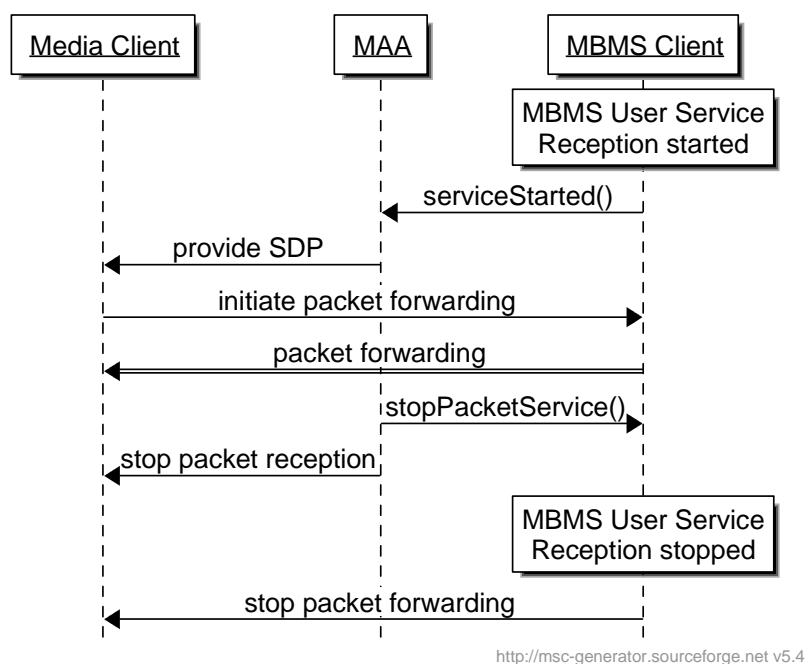 Media Client
MAA
MBMS Client
MBMS User Service
Reception started
serviceStarted()
provide SDP
initiate packet forwarding
packet forwarding
stopPacketService()
stop packet reception
MBMS User Service
Reception stopped
stop packet forwarding
http://msc-generator.sourceforge.net v5.4